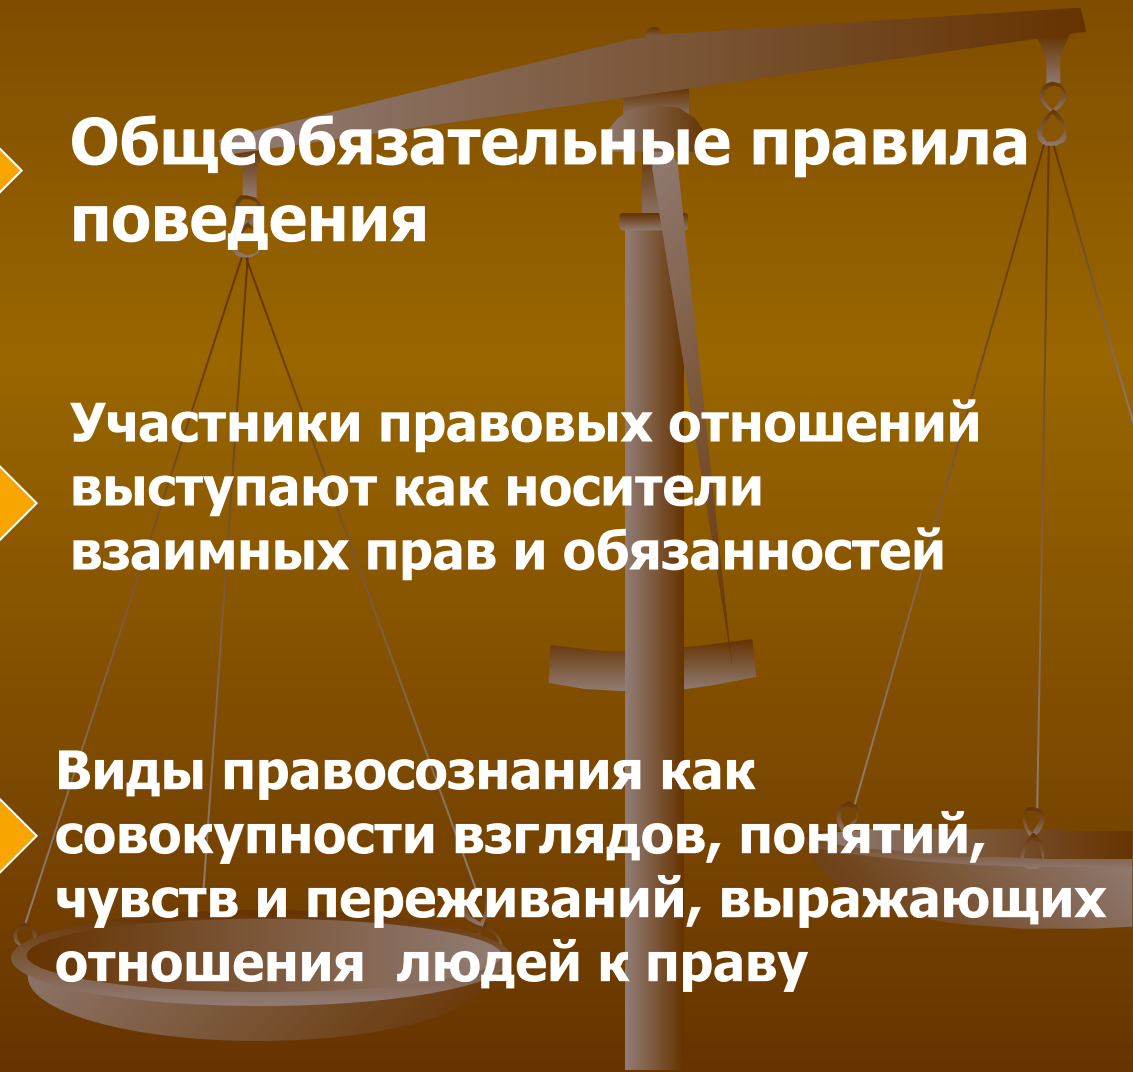 Общеобязательные правила
поведения
Участники правовых отношений
выступают как носители
взаимных прав и обязанностей
Виды правосознания как
совокупности взглядов, понятий,
чувств и переживаний, выражающих
отношения  людей к праву